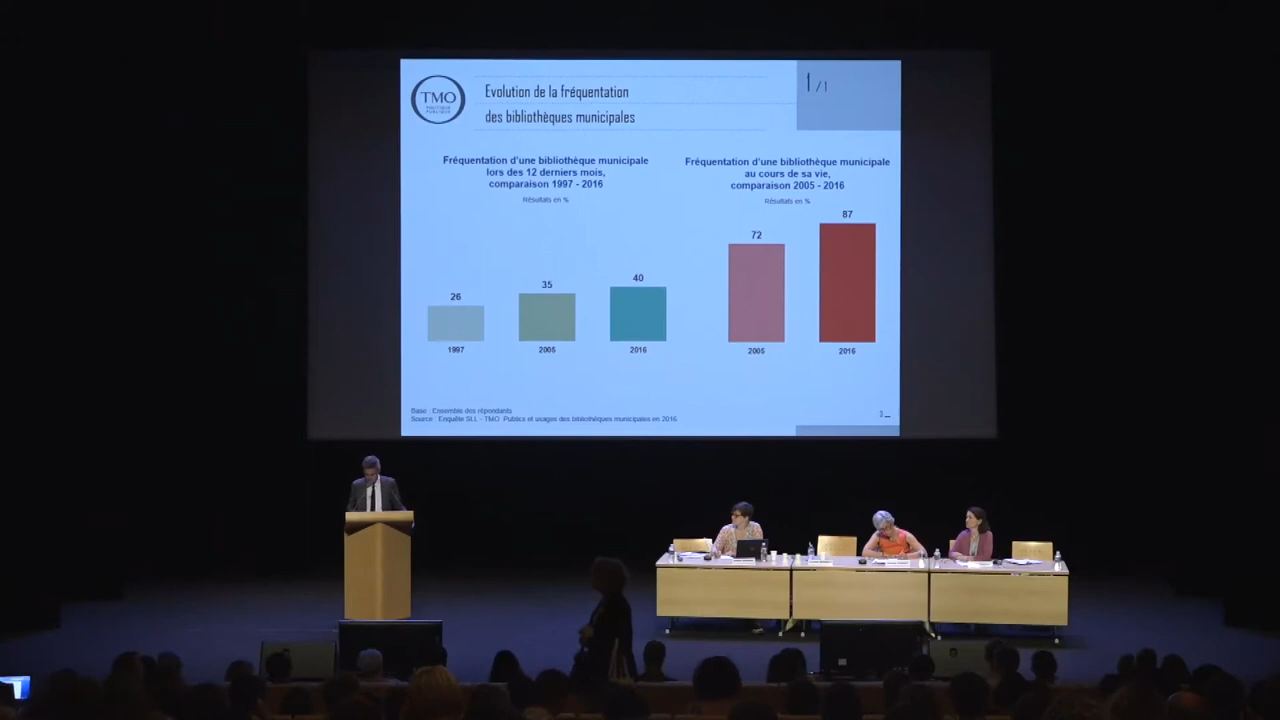 TMO
Evolution de la fréquentation
des bibliothèques municipales
1 /1
Fréquentation d'une bibliothèque municipale
lors des 12 derniers mois,
comparaison 1997 - 2016
Résultats en %
26
35
40
1997
2005
2016
Fréquentation d'une bibliothèque municipale
au cours de sa vie,
comparaison 2005 - 2016
Résultats en %
72
87
2005
2016
Base : Ensemble des répondants
Source : Enquête SLL - TMO Publics et usages des bibliothèques municipales en 2016